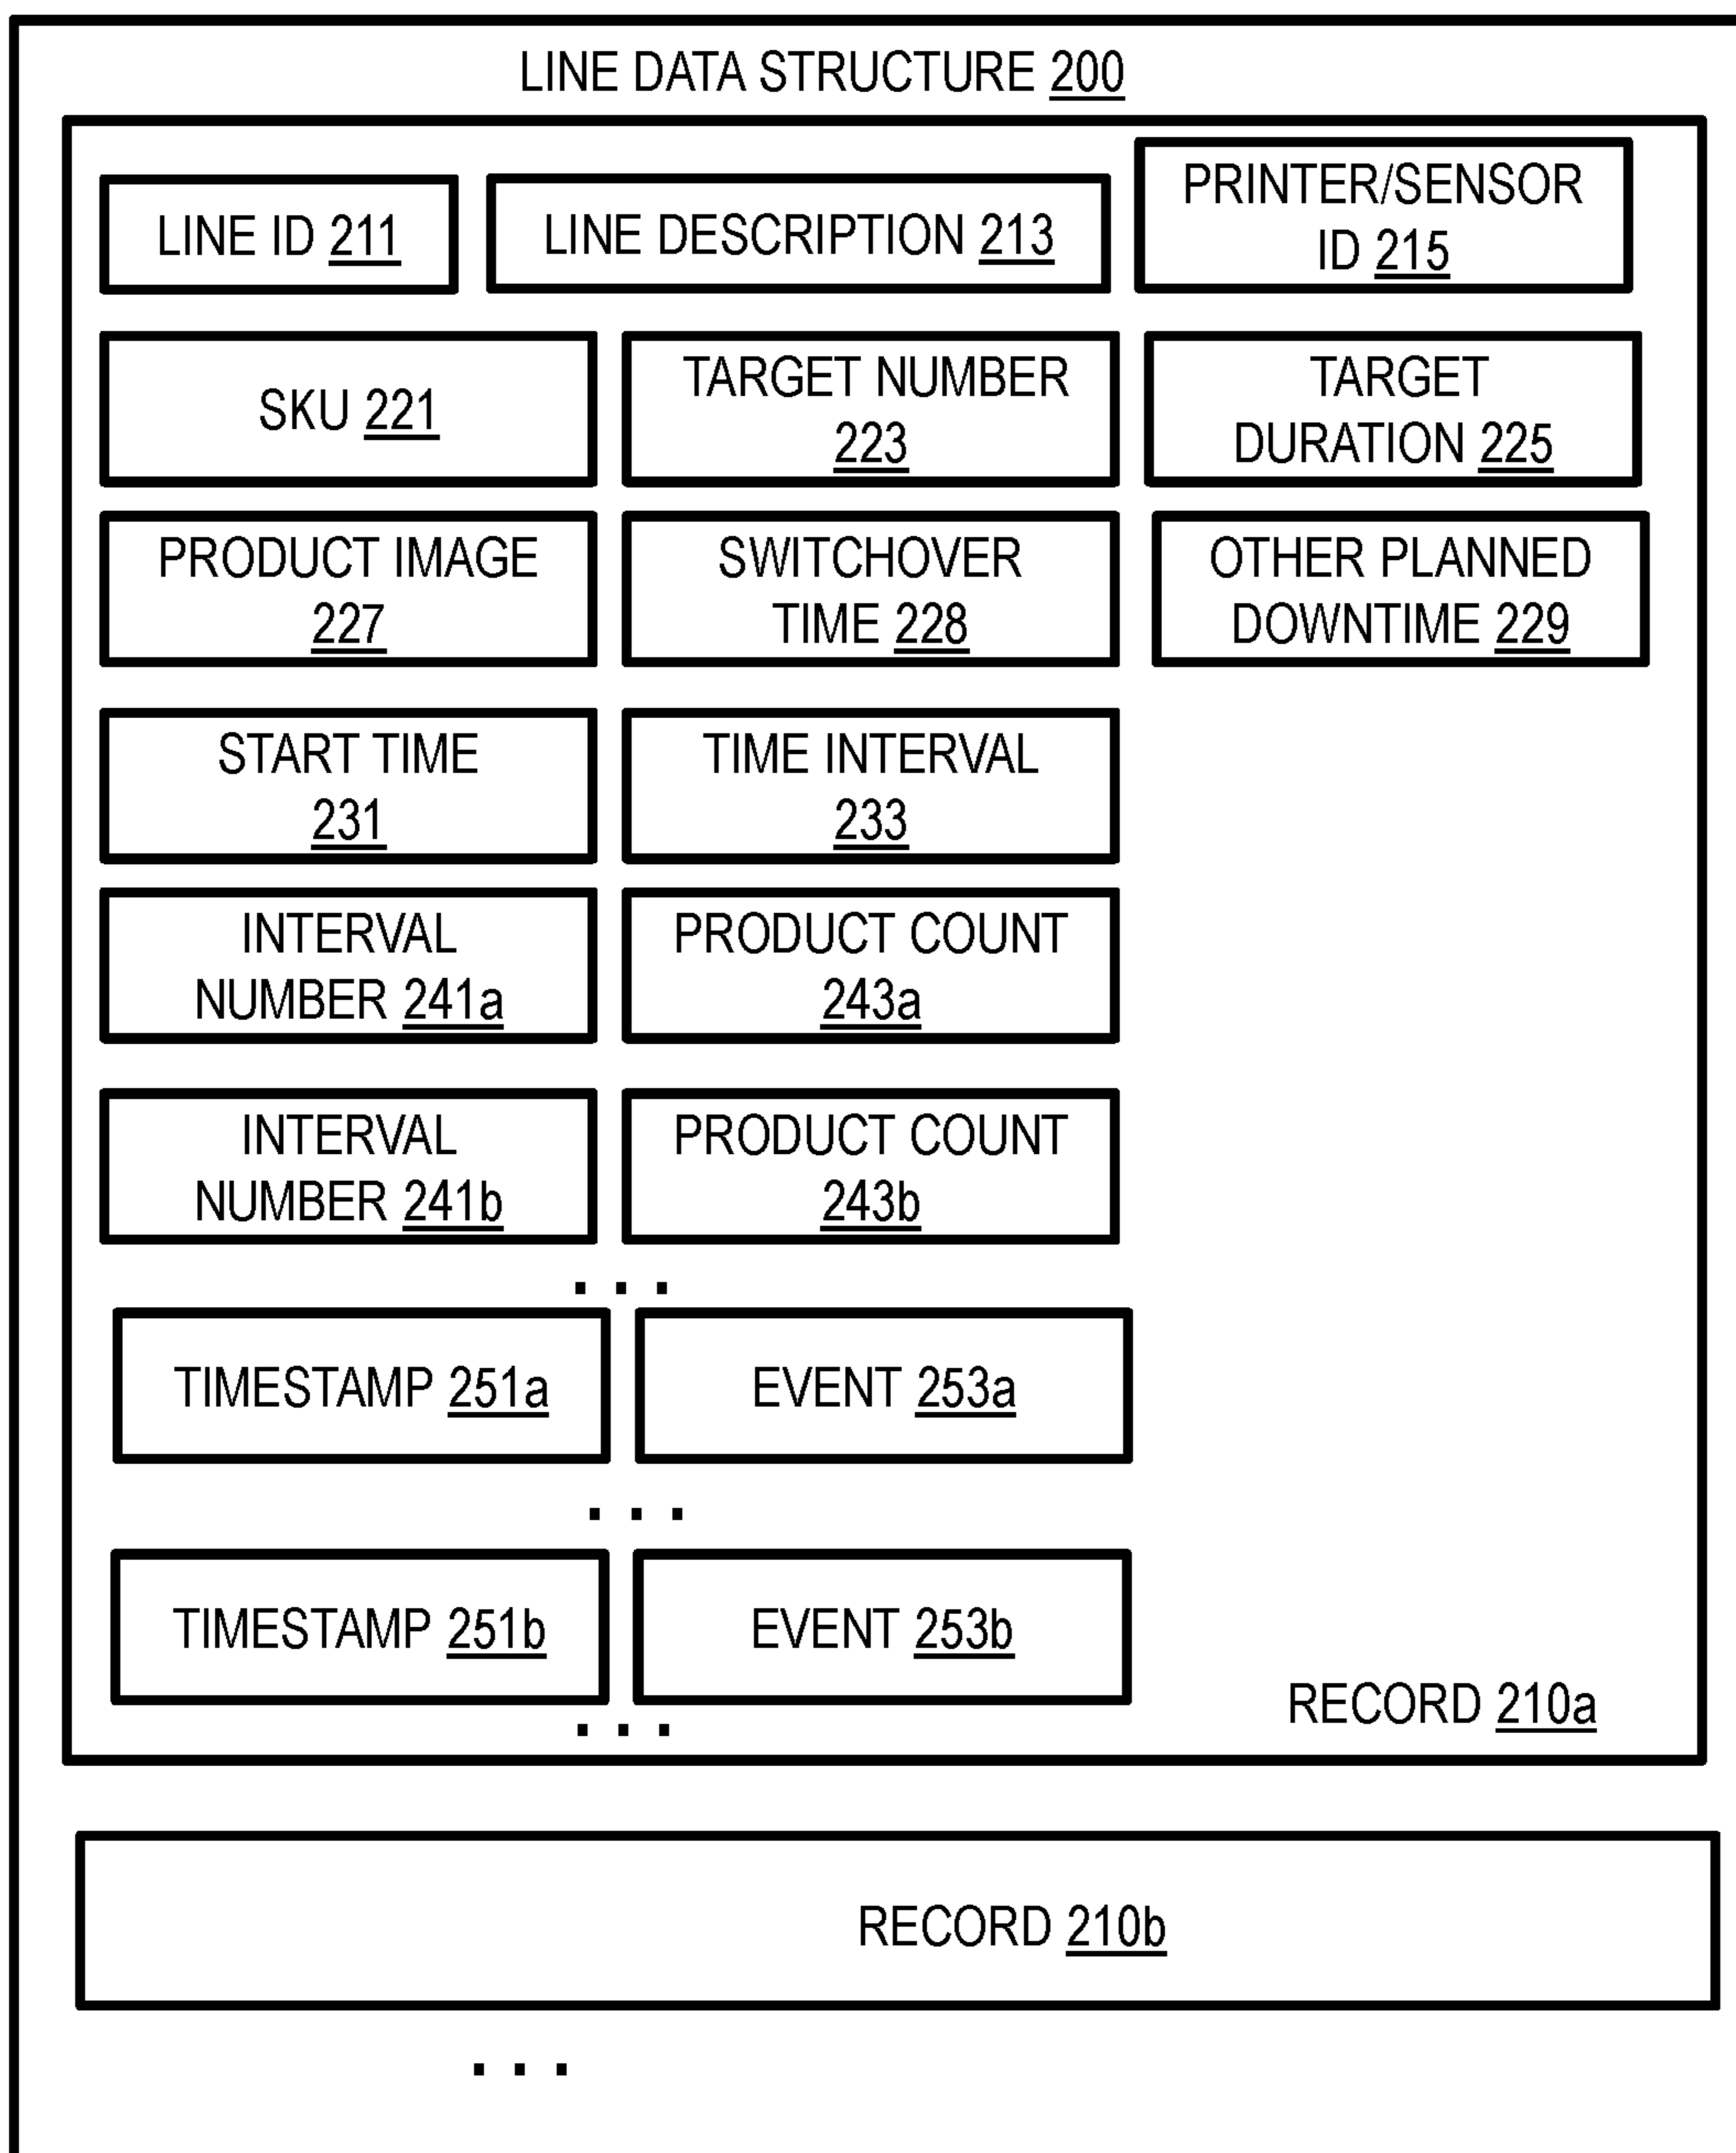 LINE DATA STRUCTURE 200
LINE ID 211
LINE DESCRIPTION 213
PRINTER/SENSOR
ID 215
SKU 221
TARGET NUMBER
223
TARGET
DURATION 225
PRODUCT IMAGE
227
SWITCHOVER
TIME 228
OTHER PLANNED
DOWNTIME 229
START TIME
231
TIME INTERVAL
233
INTERVAL
NUMBER 241a
PRODUCT COUNT
243a
INTERVAL
NUMBER 241b
PRODUCT COUNT
243b
. . .
TIMESTAMP 251a
EVENT 253a
. . .
TIMESTAMP 251b
EVENT 253b
. . .
RECORD 210a
RECORD 210b
. . .